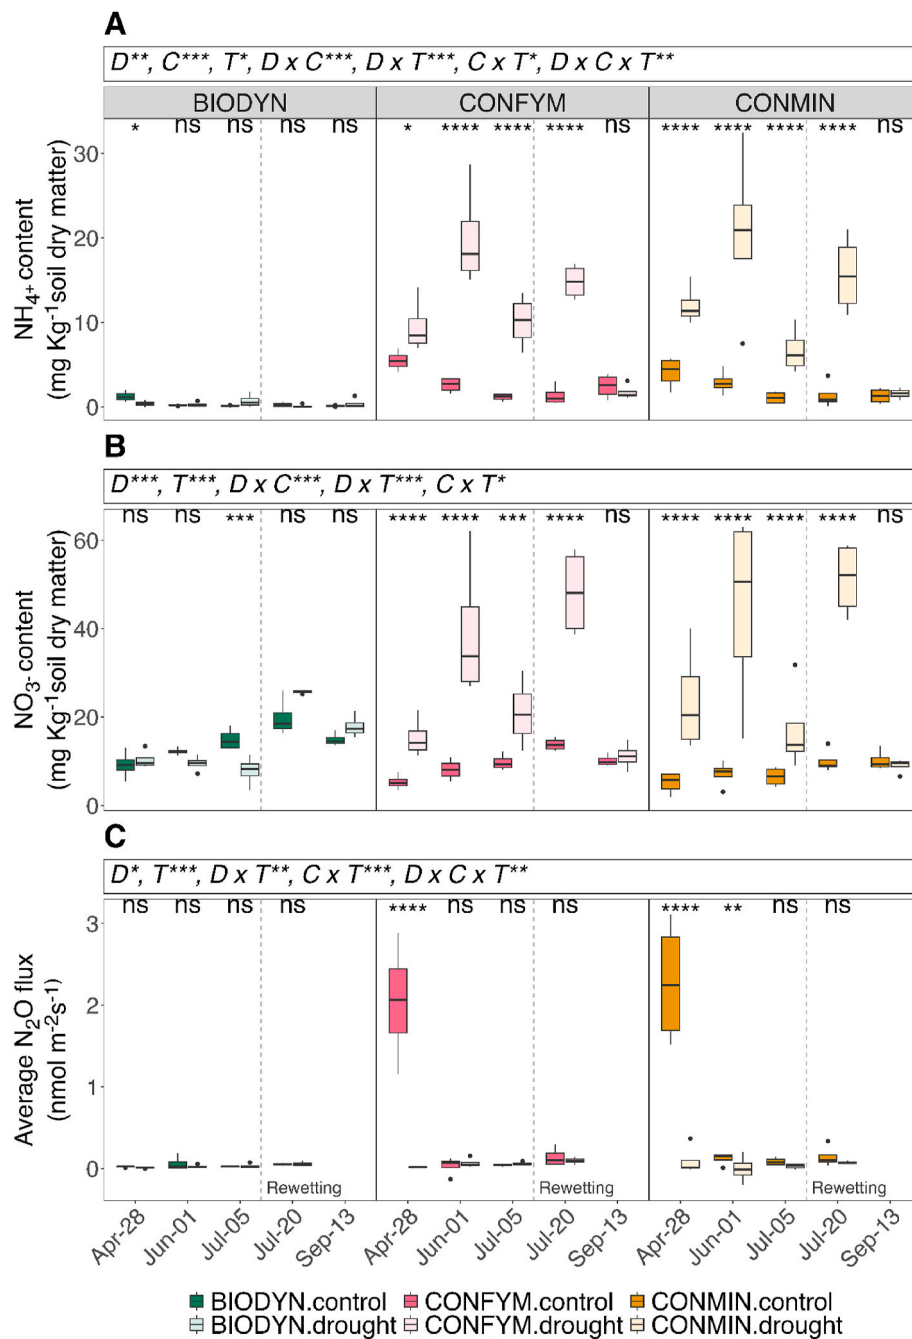 A
D**, C***, T*, D x C***, D x T***, C x T*, D x C x T**
BIODYN CONFYM CONMIN
* ns ns ns ns * **** **** **** ns **** **** **** **** ns
NH4+ content
(mg Kg-1 soil dry matter)
30
20
10
0
B
D***, T***, D x C***, D x T***, C x T*
ns ns *** ns ns **** **** *** **** ns **** **** **** **** ns
NO3- content
(mg Kg-1 soil dry matter)
60
40
20
0
C
D*, T***, D x T**, C x T***, D x C x T**
ns ns ns ns **** ns ns ns **** ** ns ns
Average N2O flux
(nmol m-2s-1)
3
2
1
0
Rewetting Rewetting Rewetting
Apr-28 Jun-01 Jul-05 Jul-20 Sep-13 Apr-28 Jun-01 Jul-05 Jul-20 Sep-13 Apr-28 Jun-01 Jul-05 Jul-20 Sep-13
BIODYN.control CONFYM.control CONMIN.control
BIODYN.drought CONFYM.drought CONMIN.drought